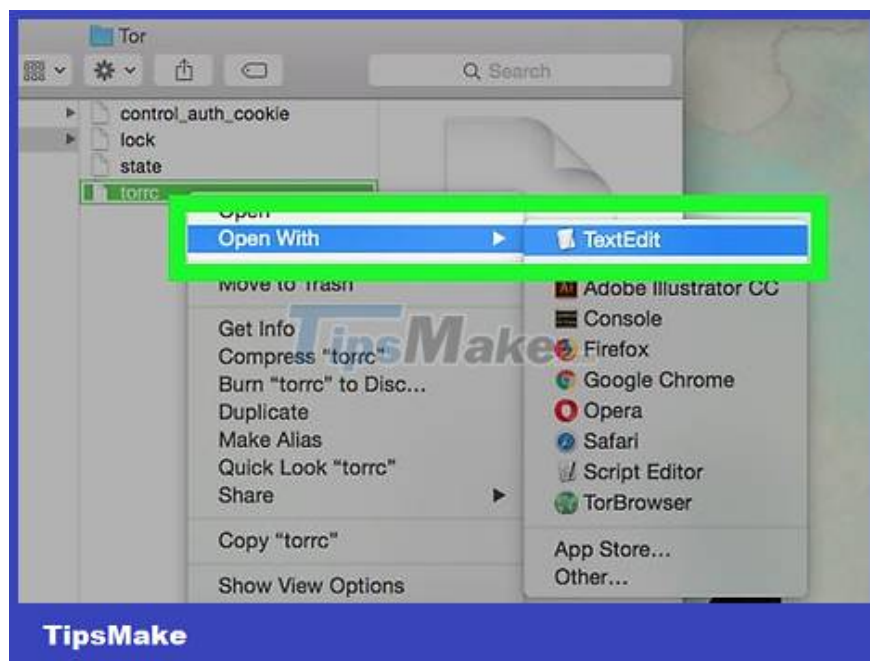 Tor
Search
control_auth_cookie
lock
state
torrc
Open
Open With
TextEdit
Move to Trash
Adobe Illustrator CC
Get Info
Console
Compress "torrc"
Firefox
Burn "torrc" to Disc...
Google Chrome
Duplicate
Opera
Make Alias
Safari
Quick Look "torrc"
Script Editor
Share
TorBrowser
Copy "torrc"
App Store...
Show View Options
Other...
TipsMake
TipsMake